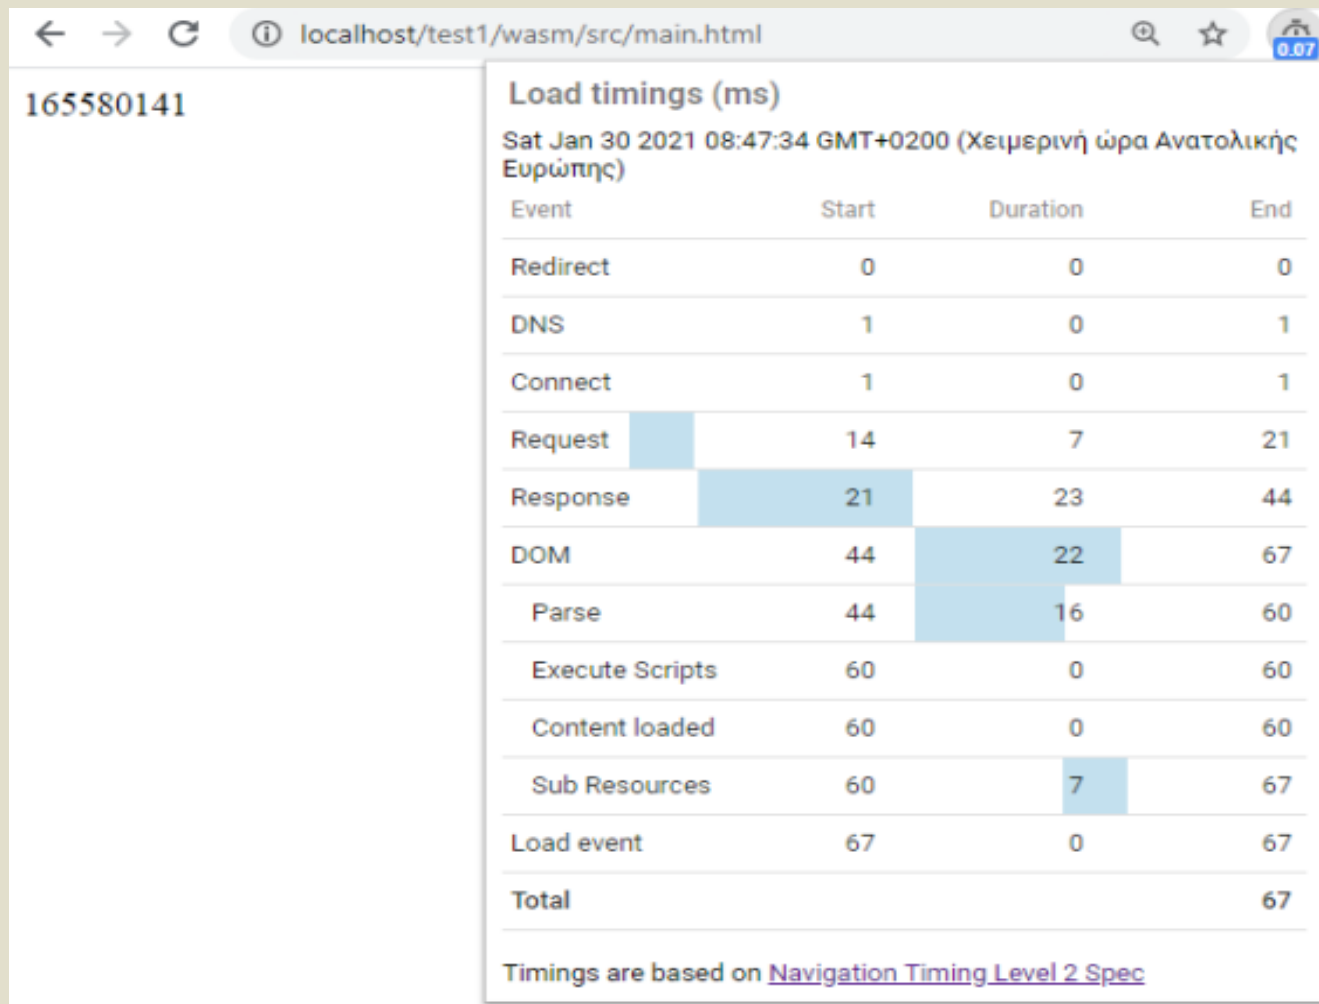 localhost/test1/wasm/src/main.html
0.07
165580141
Load timings (ms)
Sat Jan 30 2021 08:47:34 GMT+0200 (Χειμερινή ώρα Ανατολικής
Ευρώπης)
Event Start Duration End
Redirect 0 0 0
DNS 1 0 1
Connect 1 0 1
Request 14 7 21
Response 21 23 44
DOM 44 22 67
Parse 44 16 60
Execute Scripts 60 0 60
Content loaded 60 0 60
Sub Resources 60 7 67
Load event 67 0 67
Total 67
Timings are based on Navigation Timing Level 2 Spec